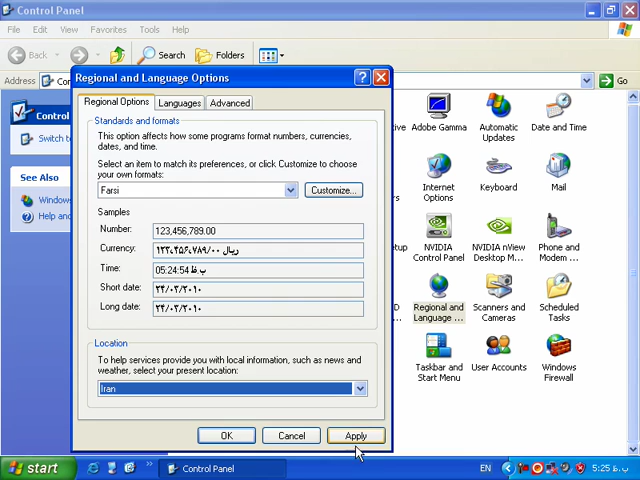 Control Panel
File Edit View Favorites Tools Help
Back Search Folders
Address Go
Regional and Language Options
Regional Options Languages Advanced
Standards and formats
This option affects how some programs format numbers, currencies,
dates, and time.
Select an item to match its preferences, or click Customize to choose
your own formats:
Farsi Customize...
Samples
Number: 123,456,789.00
Currency: ریال ۱۲۳،۴۵۶،۷۸۹/۰۰
Time: 05:24:54 ب.ظ
Short date: ۲۴/۰۳/۲۰۱۰
Long date: ۲۴/۰۳/۲۰۱۰
Location
To help services provide you with local information, such as news and
weather, select your present location:
Iran
OK Cancel Apply
Control
Switch to
See Also
Windows
Help and
Adobe Gamma
Automatic
Updates
Date and Time
Internet
Options
Keyboard
Mail
NVIDIA
Control Panel
NVIDIA nView
Desktop M...
Phone and
Modem ...
Regional and
Language ...
Scanners and
Cameras
Scheduled
Tasks
Taskbar and
Start Menu
User Accounts
Windows
Firewall
start Control Panel EN 5:25 ب.ظ